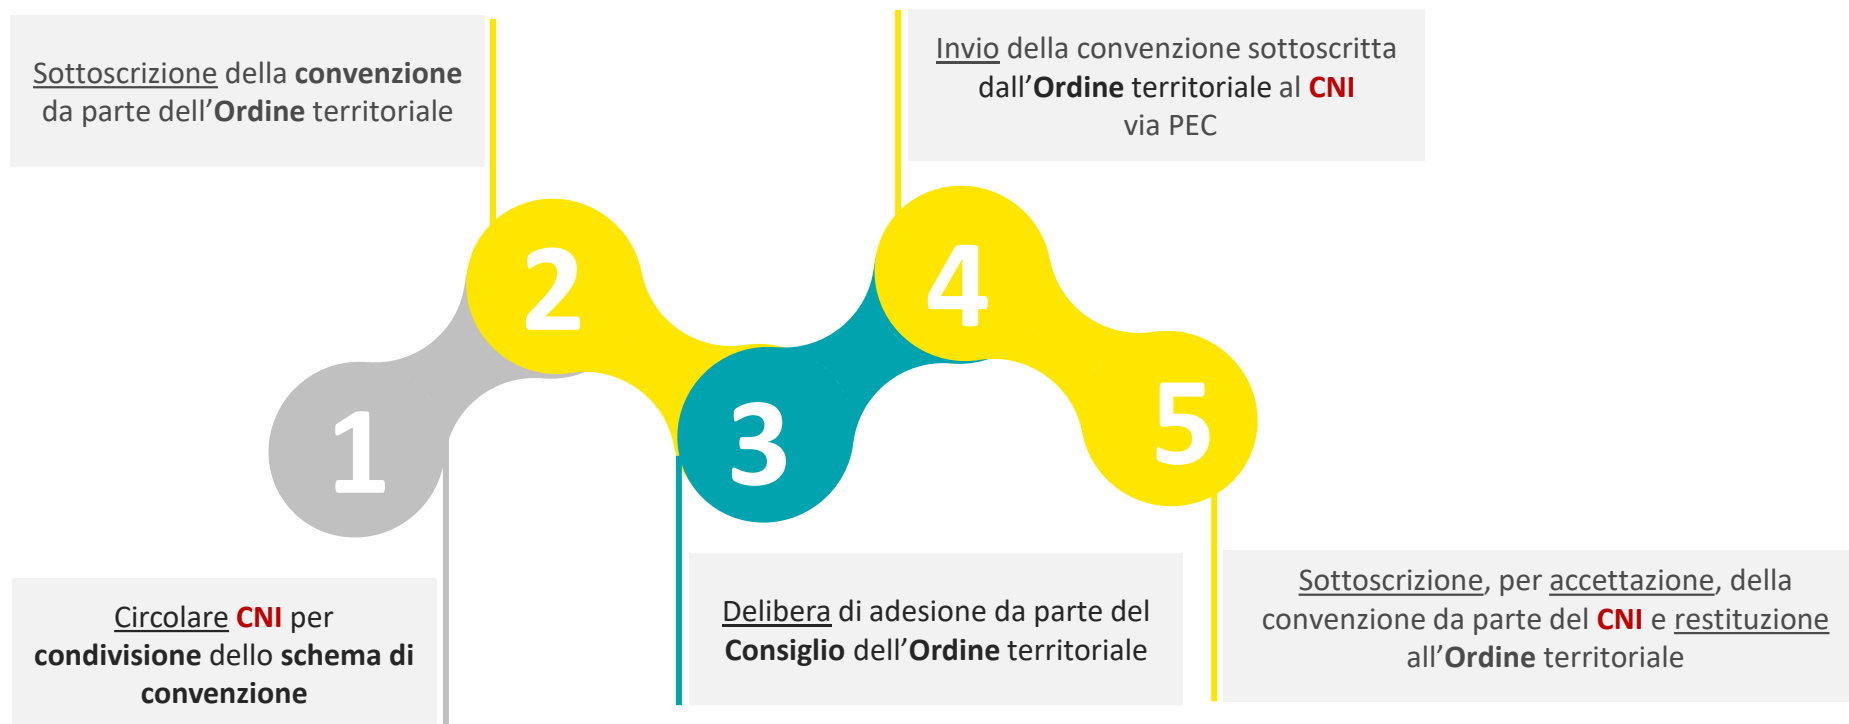 Sottoscrizione della convenzione
da parte dell'Ordine territoriale
Invio della convenzione sottoscritta
dall'Ordine territoriale al CNI
via PEC
1
2
3
4
5
Circolare CNI per
condivisione dello schema di
convenzione
Delibera di adesione da parte del
Consiglio dell'Ordine territoriale
Sottoscrizione, per accettazione, della
convenzione da parte del CNI e restituzione
all'Ordine territoriale